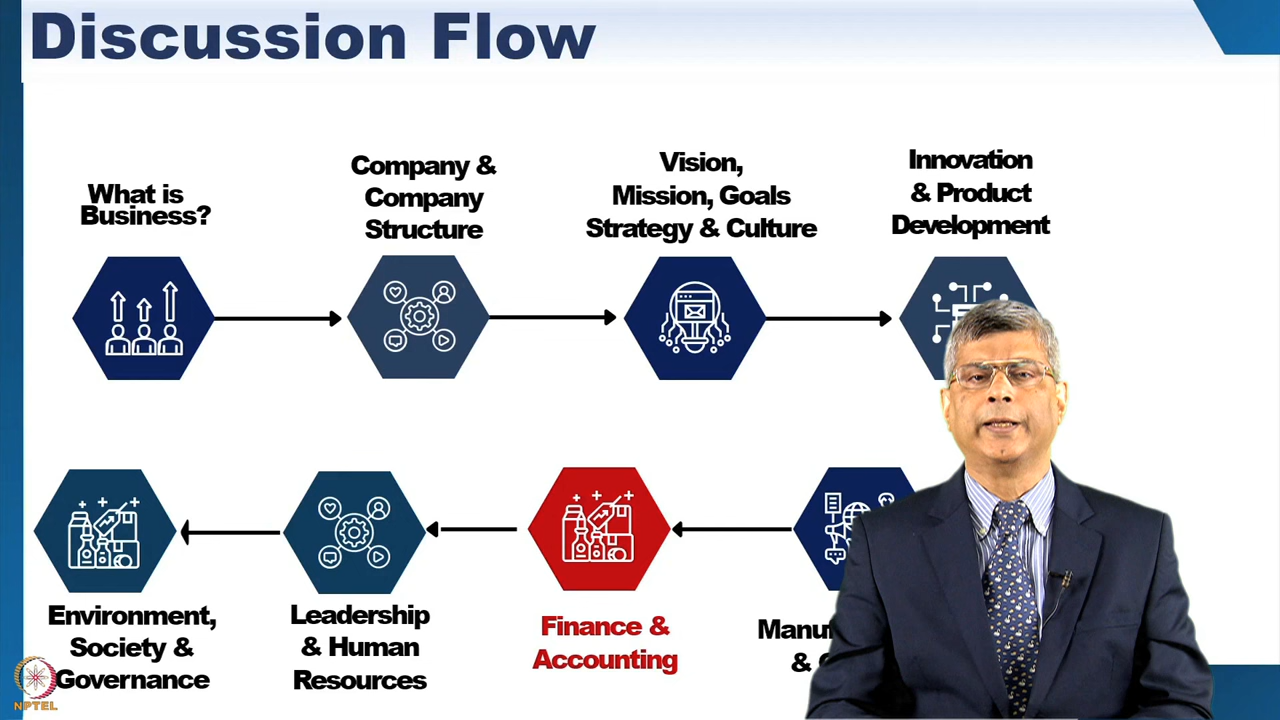 Discussion Flow
What is
Business?
Company &
Company
Structure
Vision,
Mission, Goals
Strategy & Culture
Innovation
& Product
Development
Environment,
Society &
Governance
Leadership
& Human
Resources
Finance &
Accounting
&
NPTEL